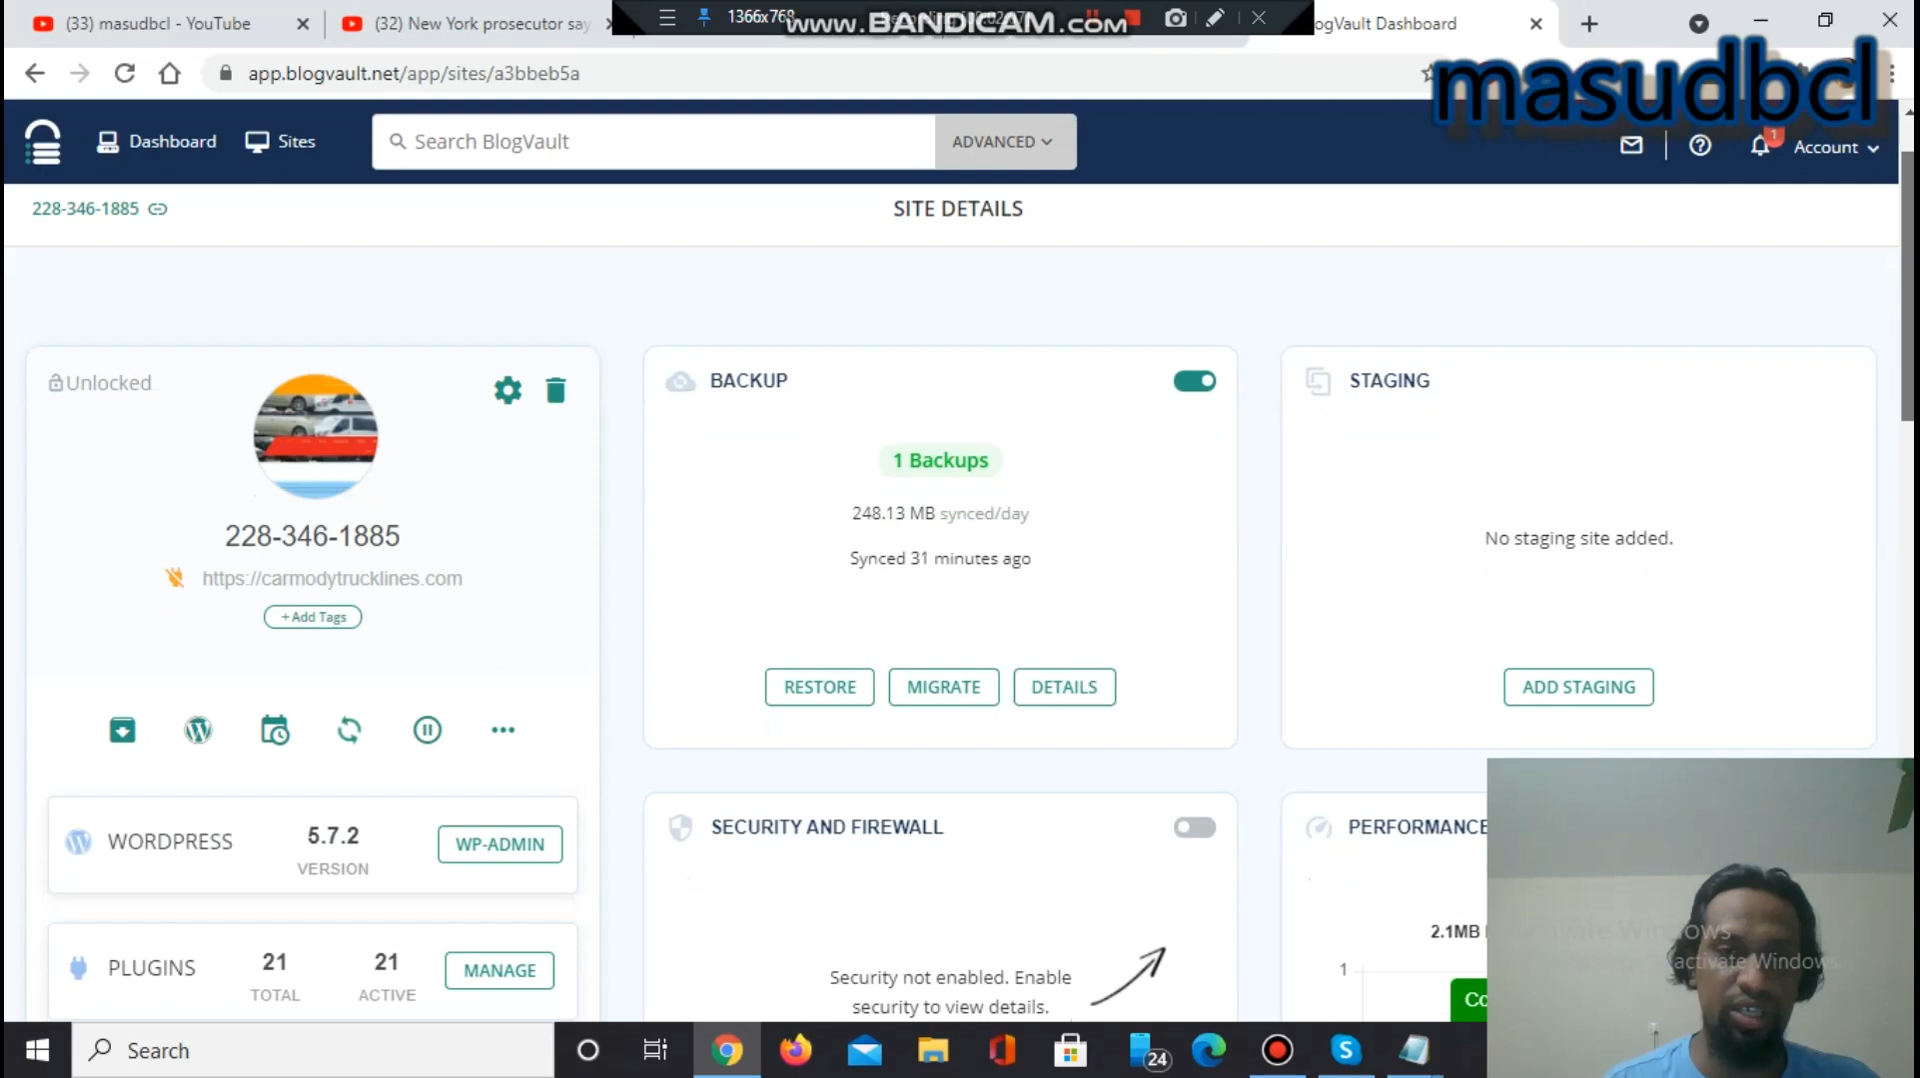 (33) masudbcl - YouTube
(32) New York prosecutor say
1366x768
www.BANDICAM.com
ogVault Dashboard
app.blogvault.net/app/sites/a3bbeb5a
masudbcl
Dashboard
Sites
Search BlogVault
ADVANCED
1
Account
228-346-1885
SITE DETAILS
Unlocked
228-346-1885
https://carmodytrucklines.com
+Add Tags
BACKUP
1 Backups
248.13 MB synced/day
Synced 31 minutes ago
RESTORE
MIGRATE
DETAILS
STAGING
No staging site added.
ADD STAGING
WORDPRESS
5.7.2
VERSION
WP-ADMIN
PLUGINS
21
TOTAL
21
ACTIVE
MANAGE
SECURITY AND FIREWALL
Security not enabled. Enable
security to view details.
PERFORMANCE
2.1MB
1
Co
activate Windows
Search
24